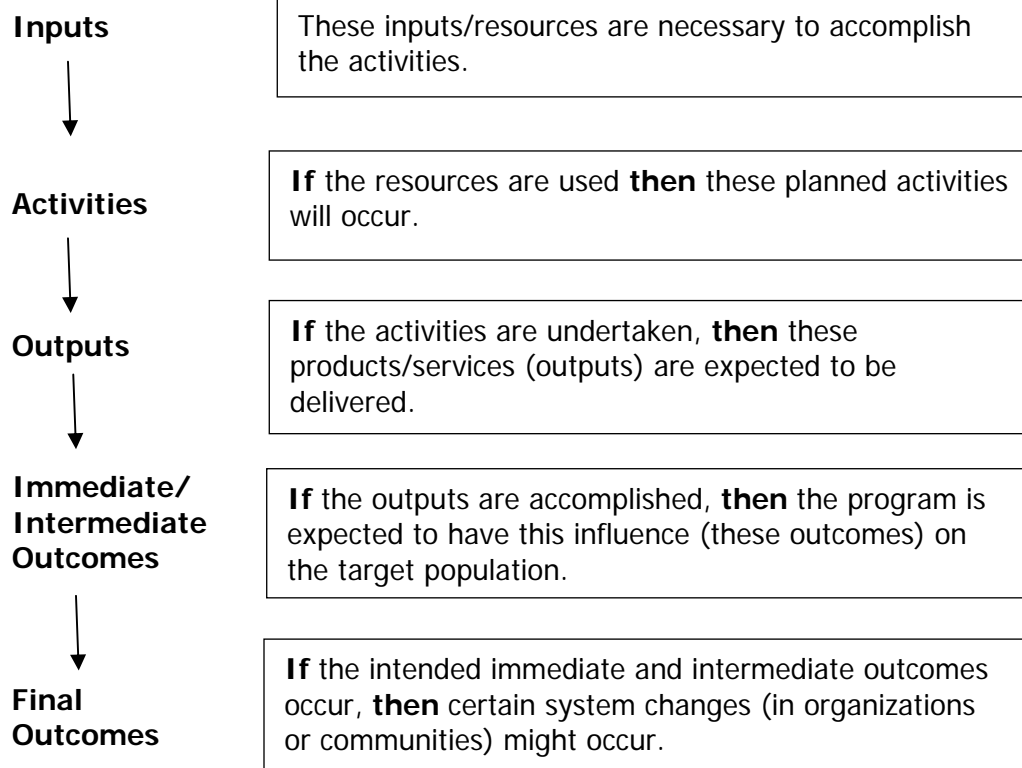 Inputs
These inputs/resources are necessary to accomplish
the activities.
Activities
If the resources are used then these planned activities
will occur.
Outputs
If the activities are undertaken, then these
products/services (outputs) are expected to be
delivered.
Immediate/
Intermediate
Outcomes
If the outputs are accomplished, then the program is
expected to have this influence (these outcomes) on
the target population.
Final
Outcomes
If the intended immediate and intermediate outcomes
occur, then certain system changes (in organizations
or communities) might occur.